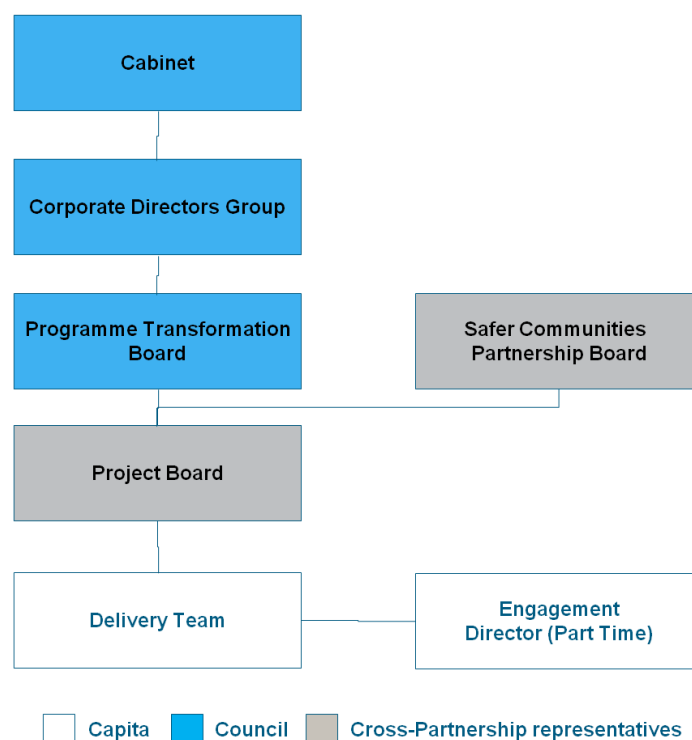 Cabinet
Corporate Directors Group
Programme Transformation
Board
Safer Communities
Partnership Board
Project Board
Delivery Team
Engagement
Director (Part Time)
Capita
Council
Cross-Partnership representatives